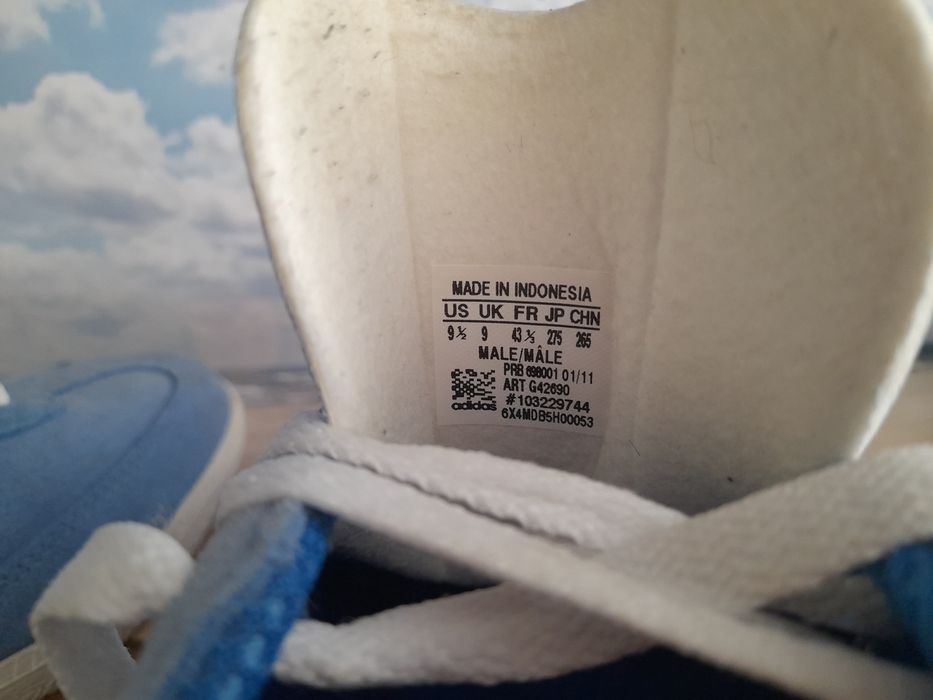 MADE IN INDONESIA
US UK FR JP CHN
9½ 9 43⅓ 275 265
MALE/MÂLE
PRB 698001 01/11
ART G42690
#103229744
adidas
6X4MDB5H00053